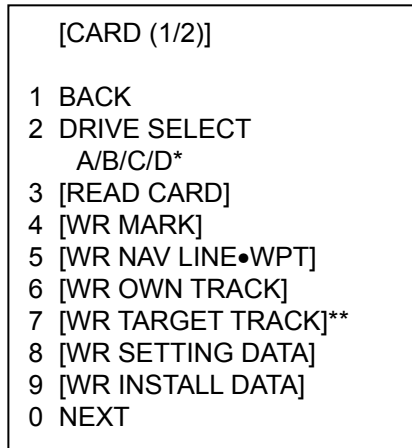 [CARD (1/2)]
1 BACK
2 DRIVE SELECT
A/B/C/D*
3 [READ CARD]
4 [WR MARK]
5 [WR NAV LINE•WPT]
6 [WR OWN TRACK]
7 [WR TARGET TRACK]**
8 [WR SETTING DATA]
9 [WR INSTALL DATA]
0 NEXT